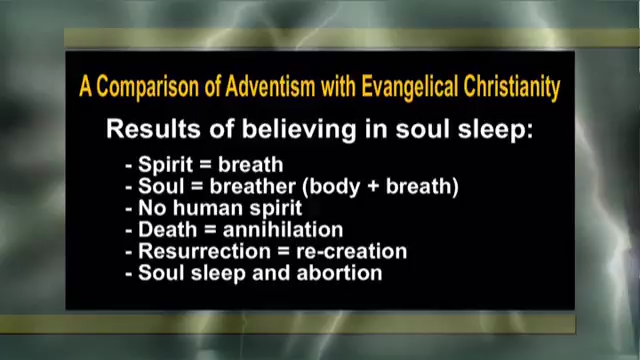 A Comparison of Adventism with Evangelical Christianity
Results of believing in soul sleep:
- Spirit = breath
- Soul = breather (body + breath)
- No human spirit
- Death = annihilation
- Resurrection = re-creation
- Soul sleep and abortion